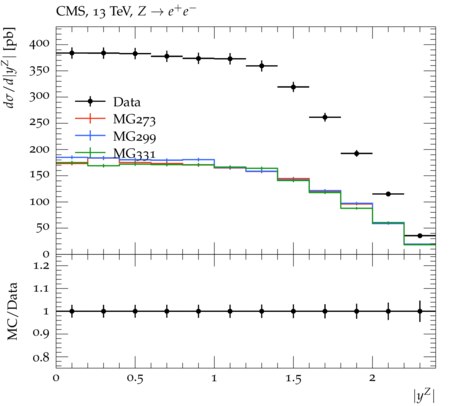 CMS, 13 TeV, Z → e⁺e⁻
dσ/d|y^Z| [pb]
400
350
300
250
200
150
100
50
0
Data
MG273
MG299
MG331
MC/Data
1.2
1.1
1
0.9
0.8
0 0.5 1 1.5 2
|y^Z|